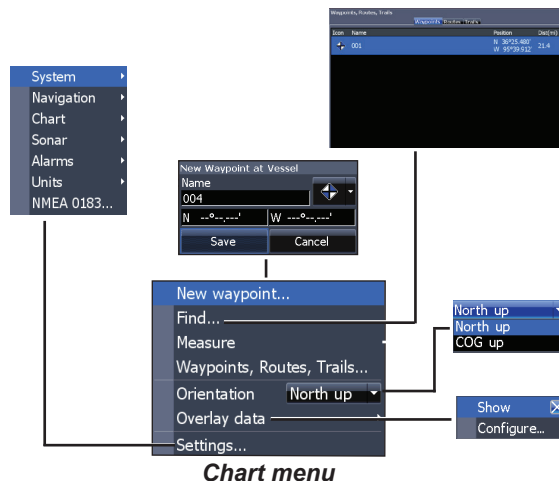 Waypoints, Routes, Trails
Waypoints Routes Trails
Icon Name Position Dist(mi)
001 N 36°25.480' W 95°39.912' 21.4
System
Navigation
Chart
Sonar
Alarms
Units
NMEA 0183...
New Waypoint at Vessel
Name
004
N --°--.---' W ---°--.---'
Save Cancel
New waypoint...
Find...
Measure
Waypoints, Routes, Trails...
Orientation North up
Overlay data
Settings...
North up
North up
COG up
Show
Configure...
Chart menu